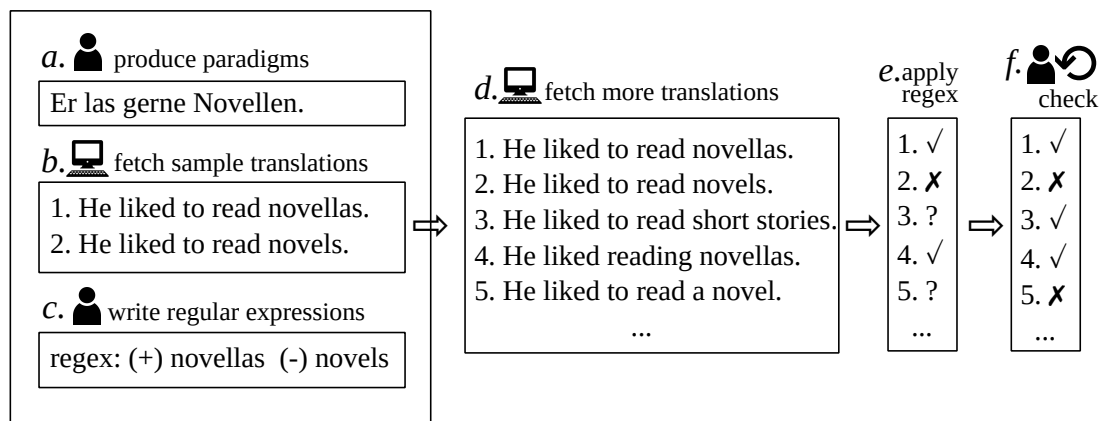 a. produce paradigms
Er las gerne Novellen.
b. fetch sample translations
1. He liked to read novellas.
2. He liked to read novels.
c. write regular expressions
regex: (+) novellas (-) novels
d. fetch more translations
1. He liked to read novellas.
2. He liked to read novels.
3. He liked to read short stories.
4. He liked reading novellas.
5. He liked to read a novel.
...
e. apply
regex
1. √
2. ✗
3. ?
4. √
5. ?
...
f.
check
1. √
2. ✗
3. √
4. √
5. ✗
...